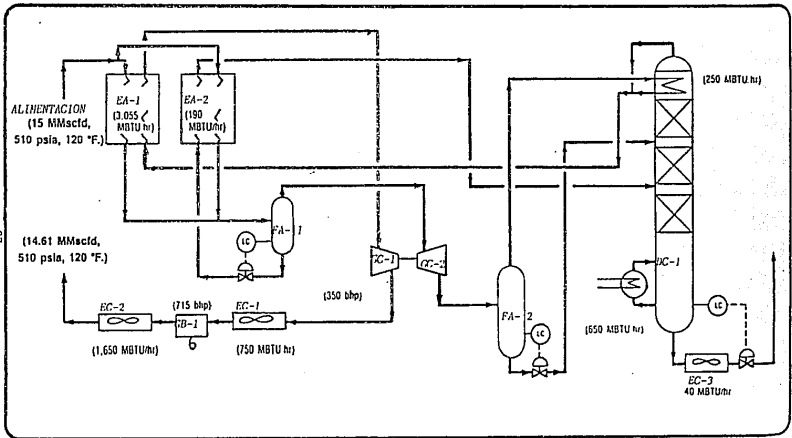 EA-1
(3,055
MBTU hr)
EA-2
(190
MBTU/hr)
ALIMENTACION
(15 MMscfd,
510 psia, 120 °F.)
(250 MBTU.hr)
(14.61 MMscfd,
510 psia, 120 °F)
FA-1
LC
GC-1
GC-2
(350 bhp)
EC-2
(715 bhp)
GB-1
6
EC-1
(1,650 MBTU/hr)
(750 MBTU hr)
FA-2
LC
DC-1
LC
(650 MBTU hr)
EC-3
40 MBTU/hr)